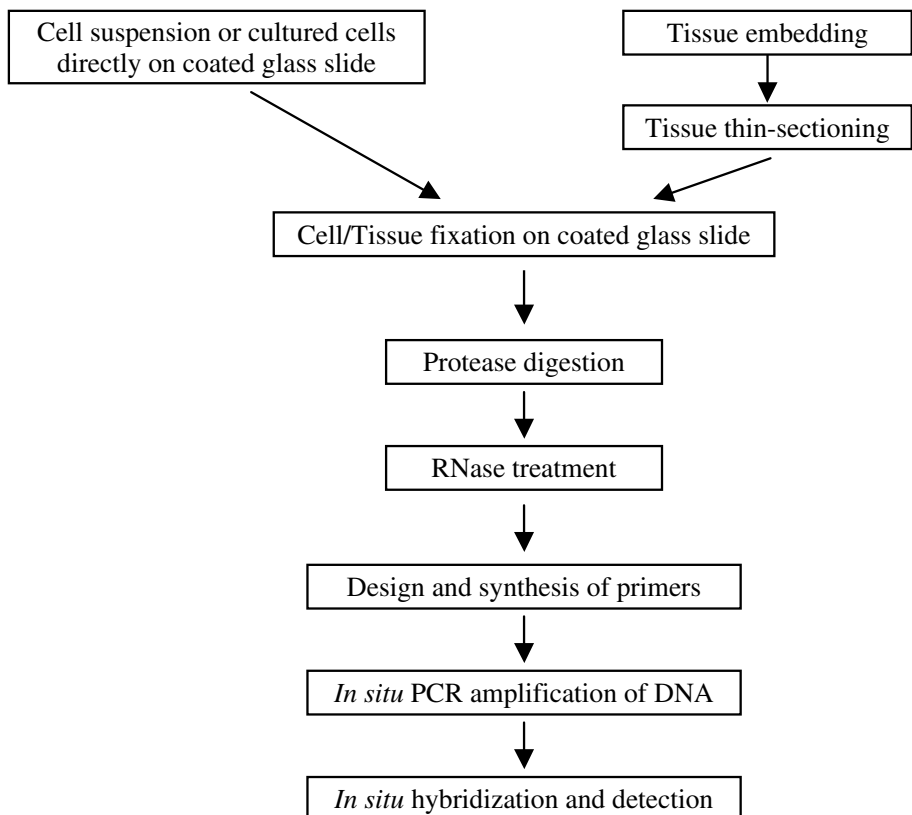 Cell suspension or cultured cells
directly on coated glass slide
Tissue embedding
Tissue thin-sectioning
Cell/Tissue fixation on coated glass slide
Protease digestion
RNase treatment
Design and synthesis of primers
In situ PCR amplification of DNA
In situ hybridization and detection